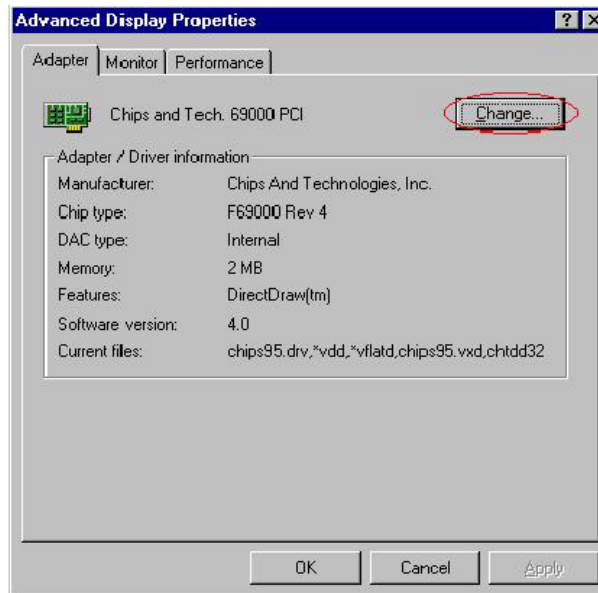 Advanced Display Properties
Adapter Monitor Performance
Chips and Tech. 69000 PCI Change...
Adapter / Driver information
Manufacturer: Chips And Technologies, Inc.
Chip type: F69000 Rev 4
DAC type: Internal
Memory: 2 MB
Features: DirectDraw(tm)
Software version: 4.0
Current files: chips95.drv,*vdd,*vflatd,chips95.vxd,chtdd32
OK Cancel Apply